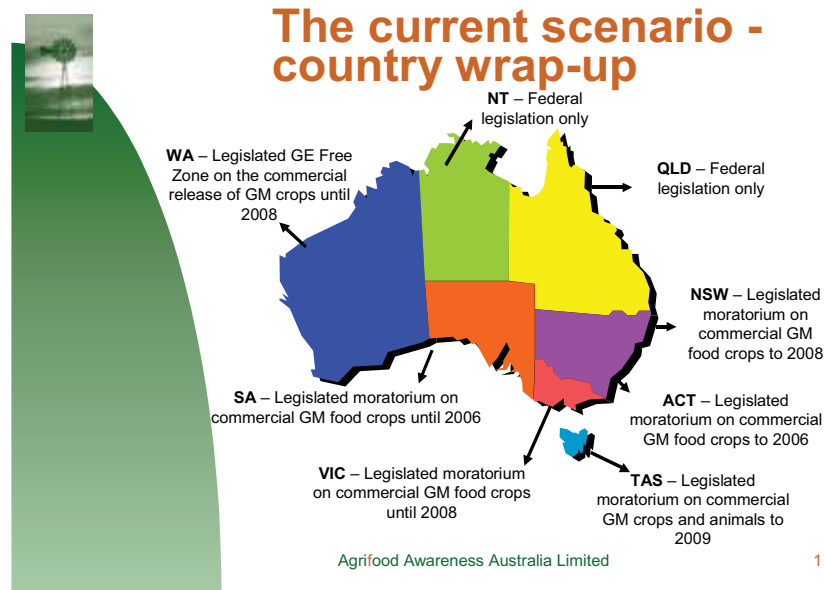 The current scenario -
country wrap-up
NT – Federal
legislation only
WA – Legislated GE Free
Zone on the commercial
release of GM crops until
2008
QLD – Federal
legislation only
NSW – Legislated
moratorium on
commercial GM
food crops to 2008
SA – Legislated moratorium on
commercial GM food crops until 2006
ACT – Legislated
moratorium on commercial
GM food crops to 2006
VIC – Legislated moratorium
on commercial GM food crops
until 2008
TAS – Legislated
moratorium on commercial
GM crops and animals to
2009
Agrifood Awareness Australia Limited
1